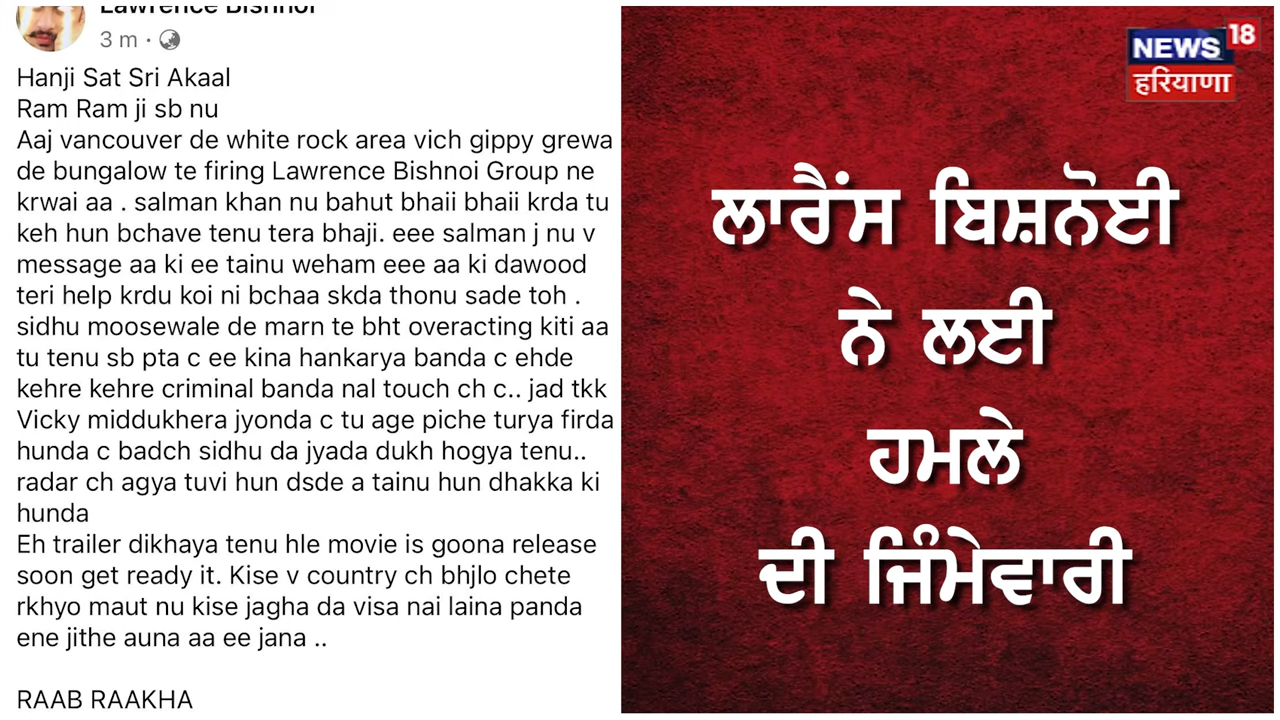 Lawrence Bishnoi
3 m ·
Hanji Sat Sri Akaal
Ram Ram ji sb nu
Aaj vancouver de white rock area vich gippy grewa
de bungalow te firing Lawrence Bishnoi Group ne
krwai aa . salman khan nu bahut bhaii bhaii krda tu
keh hun bchave tenu tera bhaji. eee salman j nu v
message aa ki ee tainu weham eee aa ki dawood
teri help krdu koi ni bchaa skda thonu sade toh .
sidhu moosewale de marn te bht overacting kiti aa
tu tenu sb pta c ee kina hankarya banda c ehde
kehre kehre criminal banda nal touch ch c.. jad tkk
Vicky middukhera jyonda c tu age piche turya firda
hunda c badch sidhu da jyada dukh hogya tenu..
radar ch agya tuvi hun dsde a tainu hun dhakka ki
hunda
Eh trailer dikhaya tenu hle movie is goona release
soon get ready it. Kise v country ch bhjlo chete
rkhyo maut nu kise jagha da visa nai laina panda
ene jithe auna aa ee jana ..
RAAB RAAKHA
NEWS 18
हरियाणा
ਲਾਰੈਂਸ ਬਿਸ਼ਨੋਈ
ਨੇ ਲਈ
ਹਮਲੇ
ਦੀ ਜਿੰਮੇਵਾਰੀ